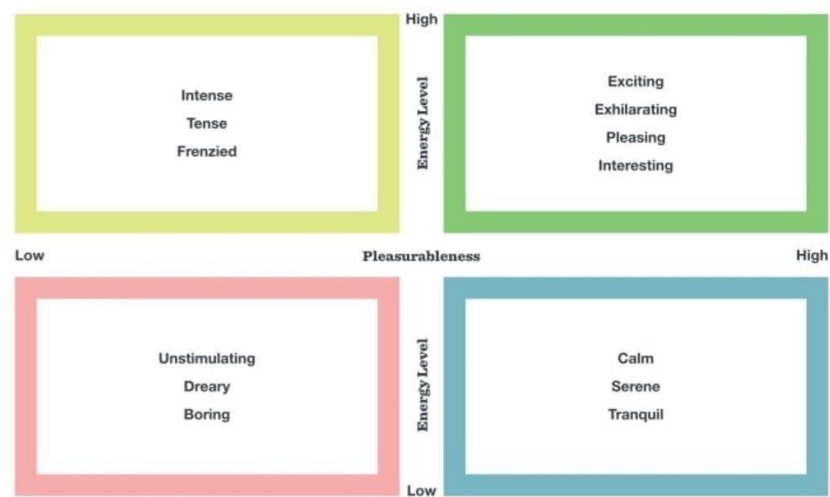 High
Intense
Tense
Frenzied
Energy Level
Exciting
Exhilarating
Pleasing
Interesting
Low
Pleasurableness
High
Unstimulating
Dreary
Boring
Energy Level
Calm
Serene
Tranquil
Low